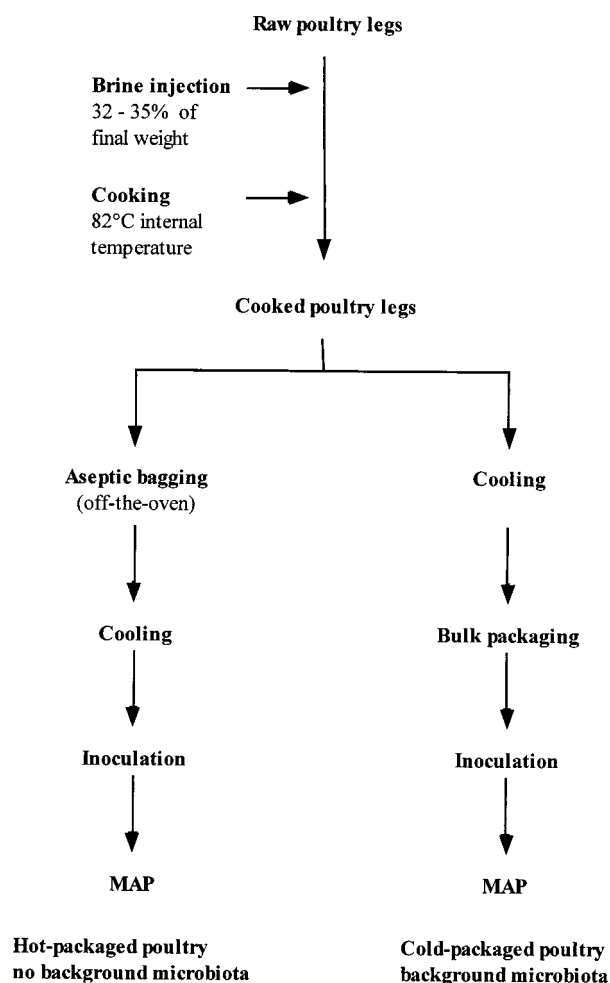 Raw poultry legs
Brine injection
32 - 35% of
final weight
Cooking
82°C internal
temperature
Cooked poultry legs
Aseptic bagging
(off-the-oven)
Cooling
Inoculation
MAP
Hot-packaged poultry
no background microbiota
Cooling
Bulk packaging
Inoculation
MAP
Cold-packaged poultry
background microbiota